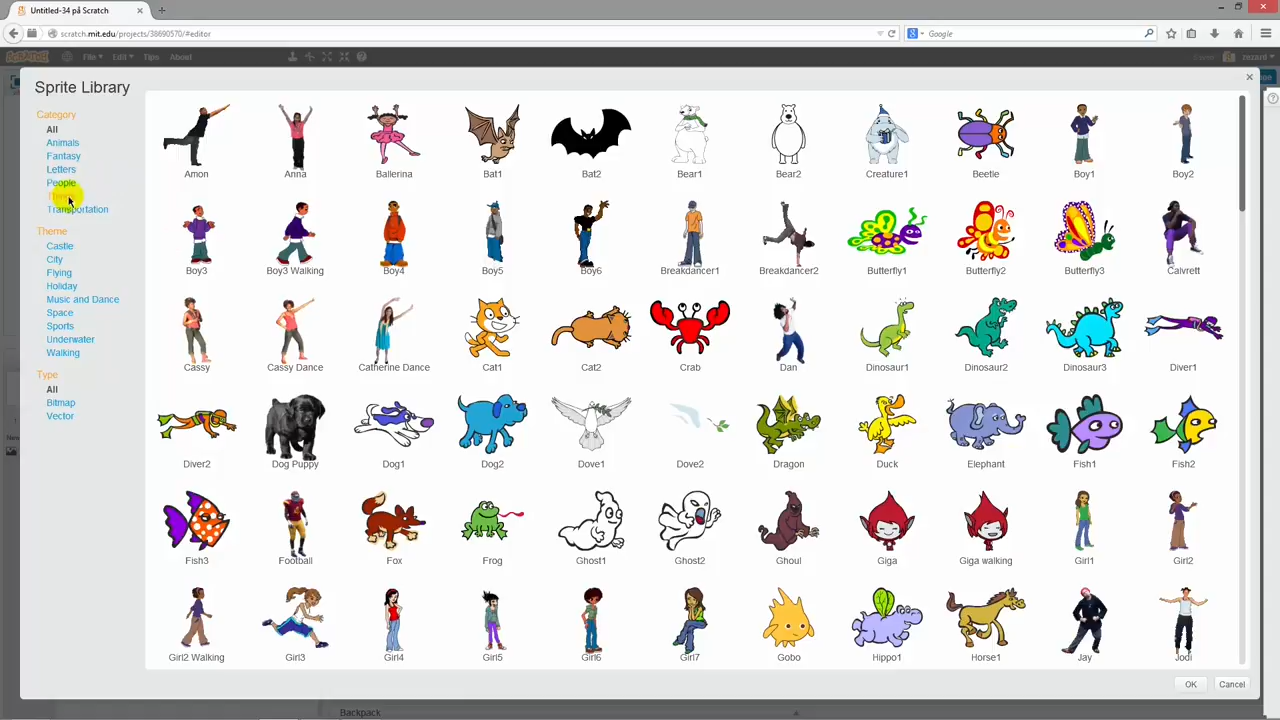 Untitled-34 på Scratch
scratch.mit.edu/projects/38690570/#editor
Google
SCRATCH
File
Edit
Tips
About
zezard
Sprite Library
Category
All
Animals
Fantasy
Letters
People
Things
Transportation
Theme
Castle
City
Flying
Holiday
Music and Dance
Space
Sports
Underwater
Walking
Type
All
Bitmap
Vector
Amon Anna Ballerina Bat1 Bat2 Bear1 Bear2 Creature1 Beetle Boy1 Boy2
Boy3 Boy3 Walking Boy4 Boy5 Boy6 Breakdancer1 Breakdancer2 Butterfly1 Butterfly2 Butterfly3 Calvrett
Cassy Cassy Dance Catherine Dance Cat1 Cat2 Crab Dan Dinosaur1 Dinosaur2 Dinosaur3 Diver1
Diver2 Dog Puppy Dog1 Dog2 Dove1 Dove2 Dragon Duck Elephant Fish1 Fish2
Fish3 Football Fox Frog Ghost1 Ghost2 Ghoul Giga Giga walking Girl1 Girl2
Girl2 Walking Girl3 Girl4 Girl5 Girl6 Girl7 Gobo Hippo1 Horse1 Jay Jodi
OK
Cancel
New
Backpack